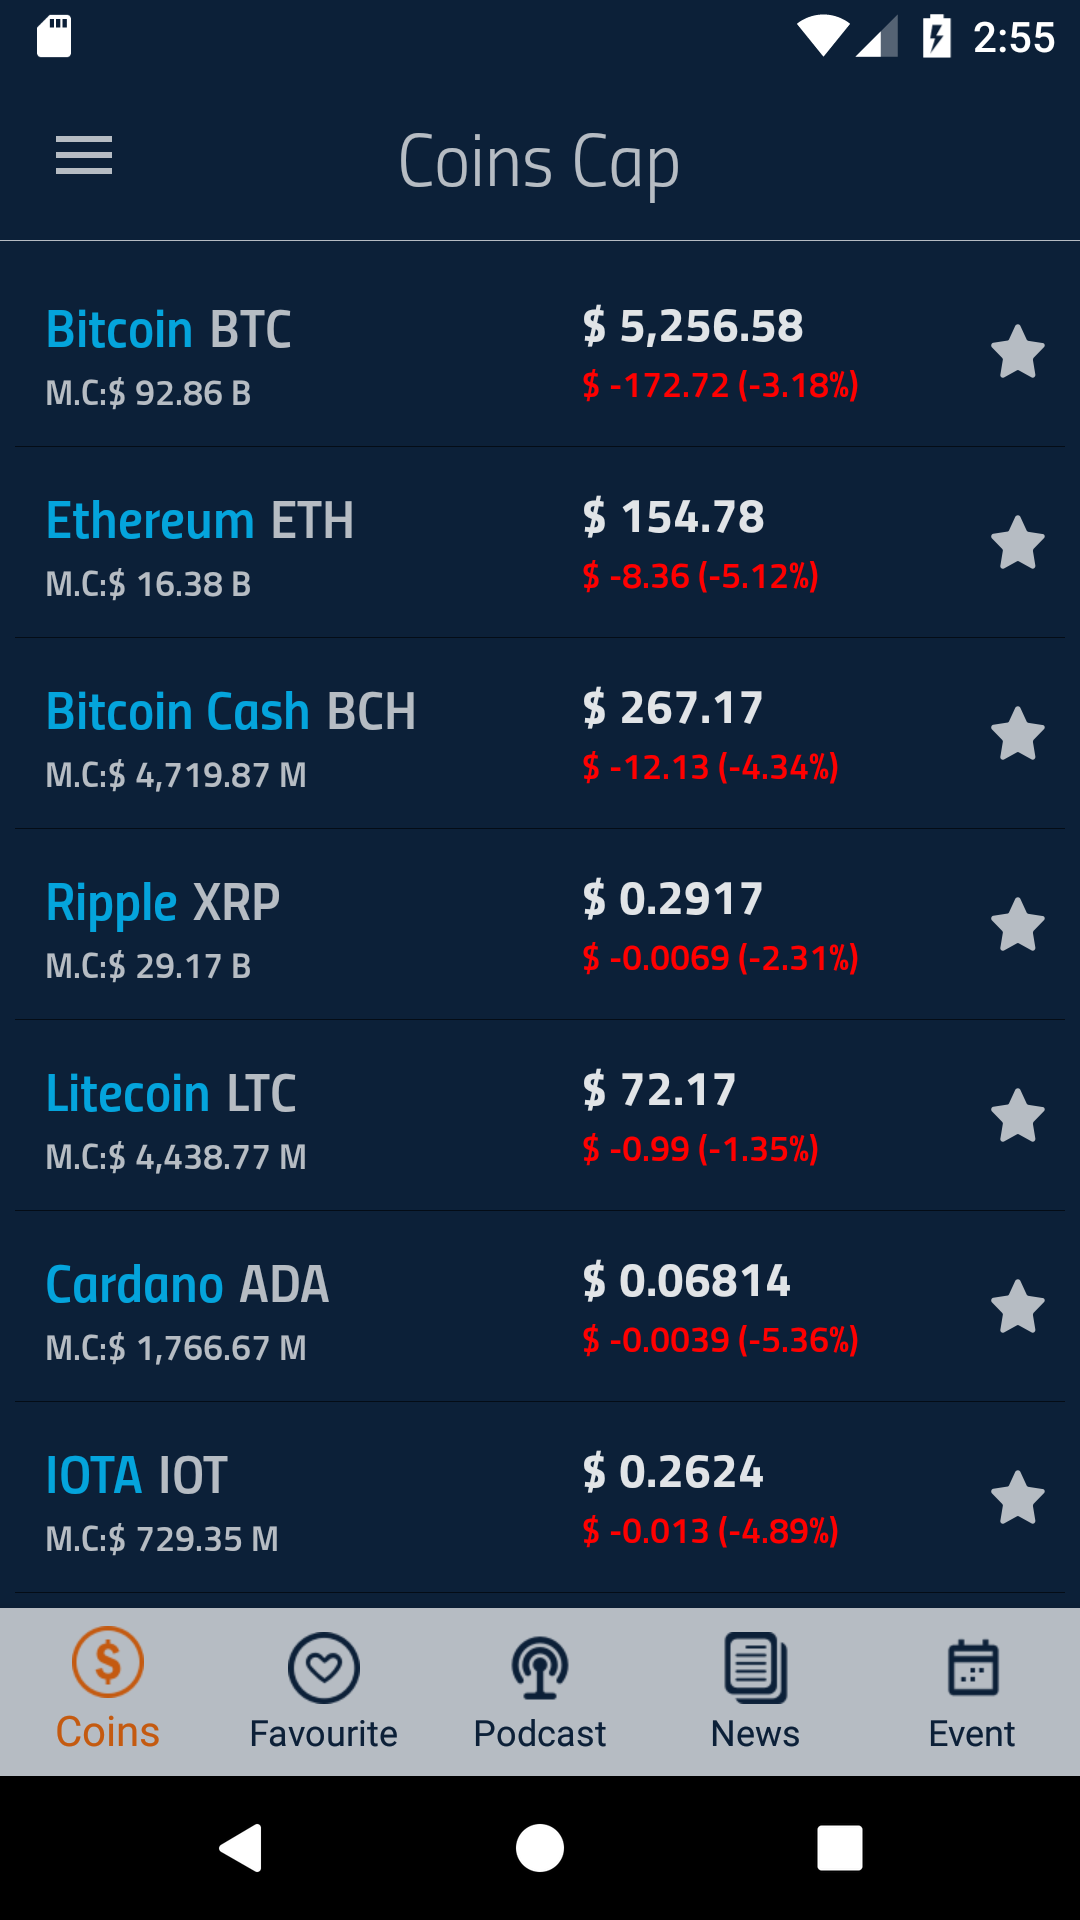 2:55
Coins Cap
Bitcoin BTC
$ 5,256.58
M.C:$ 92.86 B
$ -172.72 (-3.18%)
Ethereum ETH
$ 154.78
M.C:$ 16.38 B
$ -8.36 (-5.12%)
Bitcoin Cash BCH
$ 267.17
M.C:$ 4,719.87 M
$ -12.13 (-4.34%)
Ripple XRP
$ 0.2917
M.C:$ 29.17 B
$ -0.0069 (-2.31%)
Litecoin LTC
$ 72.17
M.C:$ 4,438.77 M
$ -0.99 (-1.35%)
Cardano ADA
$ 0.06814
M.C:$ 1,766.67 M
$ -0.0039 (-5.36%)
IOTA IOT
$ 0.2624
M.C:$ 729.35 M
$ -0.013 (-4.89%)
Coins Favourite Podcast News Event